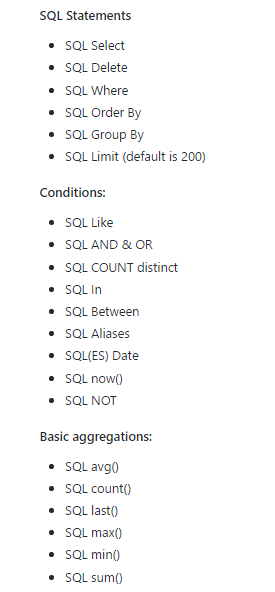 SQL Statements
SQL Select
SQL Delete
SQL Where
SQL Order By
SQL Group By
SQL Limit (default is 200)
Conditions:
SQL Like
SQL AND & OR
SQL COUNT distinct
SQL In
SQL Between
SQL Aliases
SQL(ES) Date
SQL now()
SQL NOT
Basic aggregations:
SQL avg()
SQL count()
SQL last()
SQL max()
SQL min()
SQL sum()